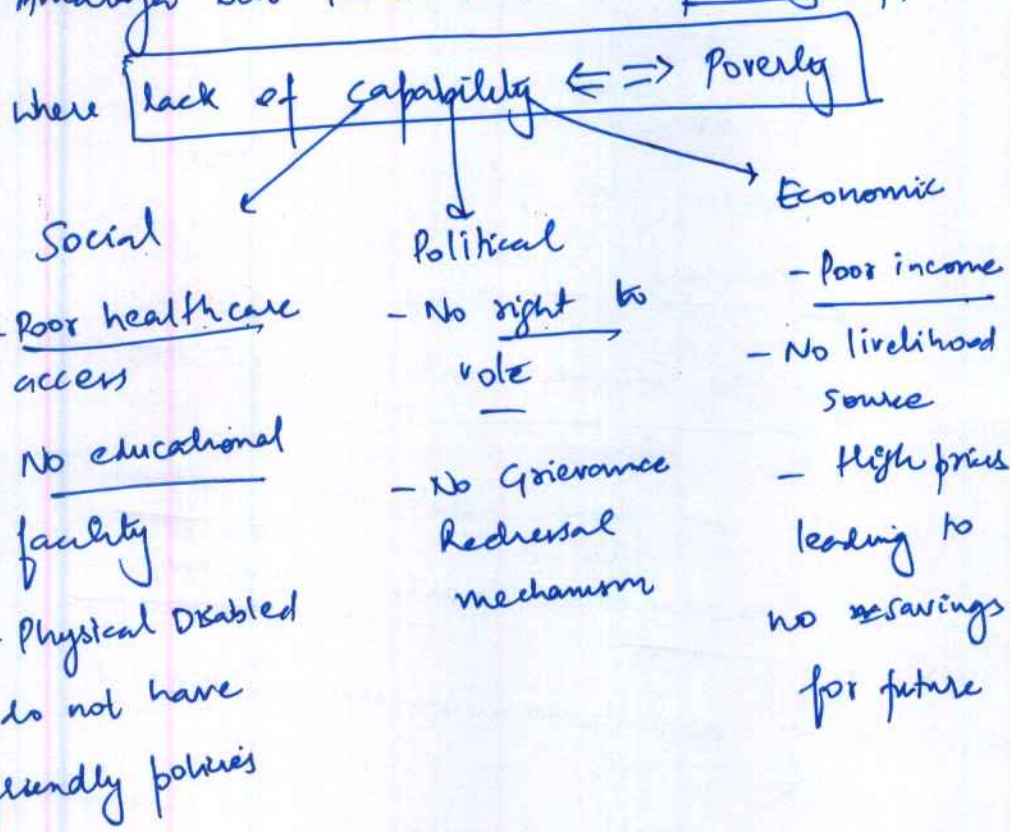 where lack of capability <=> Poverty
Social
- Poor healthcare
access
No educational
facility
- Physical Disabled
do not have
friendly policies
Political
- No right to
vote
- No Grievance
Redressal
mechanism
Economic
- Poor income
- No livelihood
source
- High prices
leading to
no savings
for future